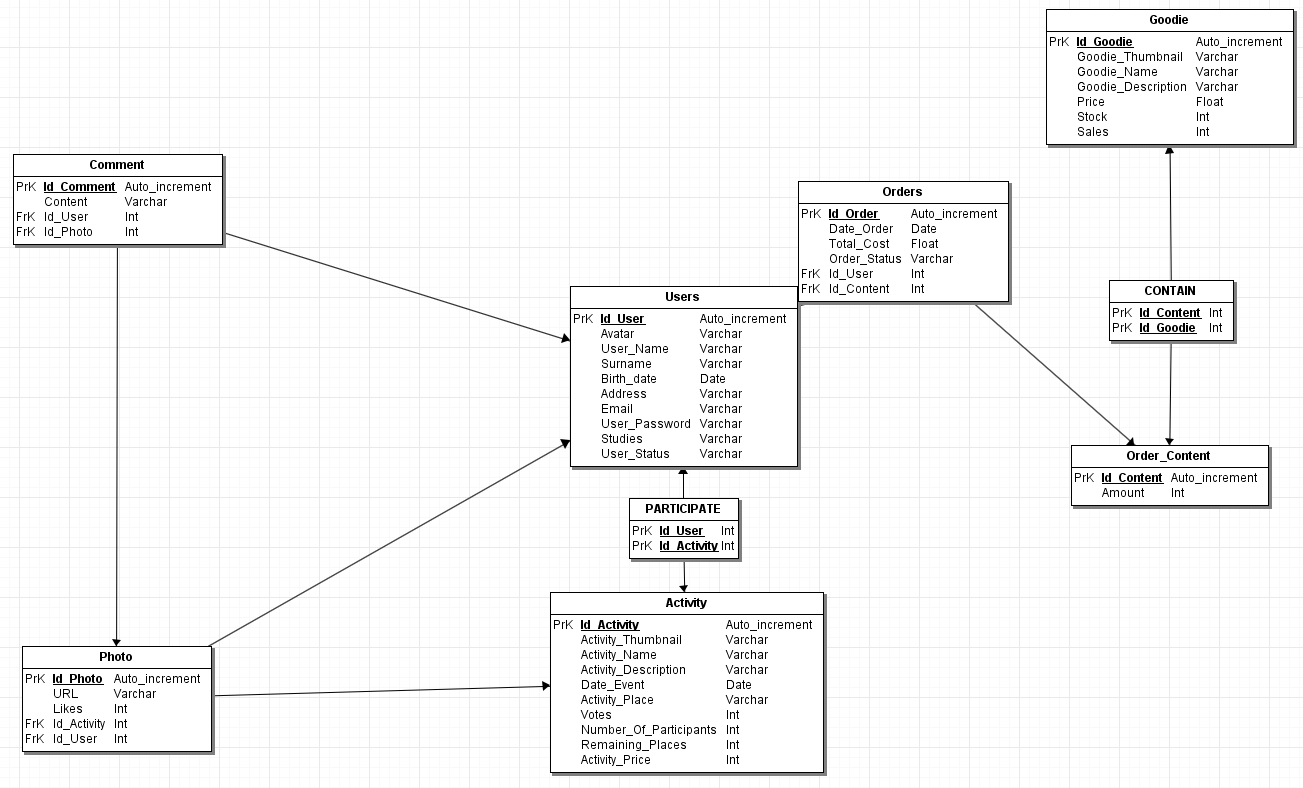 Goodie
PrK Id_Goodie Auto_increment
Goodie_Thumbnail Varchar
Goodie_Name Varchar
Goodie_Description Varchar
Price Float
Stock Int
Sales Int
Comment
PrK Id_Comment Auto_increment
Content Varchar
FrK Id_User Int
FrK Id_Photo Int
Orders
PrK Id_Order Auto_increment
Date_Order Date
Total_Cost Float
Order_Status Varchar
FrK Id_User Int
FrK Id_Content Int
CONTAIN
PrK Id_Content Int
PrK Id_Goodie Int
Users
PrK Id_User Auto_increment
Avatar Varchar
User_Name Varchar
Surname Varchar
Birth_date Date
Address Varchar
Email Varchar
User_Password Varchar
Studies Varchar
User_Status Varchar
Order_Content
PrK Id_Content Auto_increment
Amount Int
PARTICIPATE
PrK Id_User Int
PrK Id_Activity Int
Activity
PrK Id_Activity Auto_increment
Activity_Thumbnail Varchar
Activity_Name Varchar
Activity_Description Varchar
Date_Event Date
Activity_Place Varchar
Votes Int
Number_Of_Participants Int
Remaining_Places Int
Activity_Price Int
Photo
PrK Id_Photo Auto_increment
URL Varchar
Likes Int
FrK Id_Activity Int
FrK Id_User Int